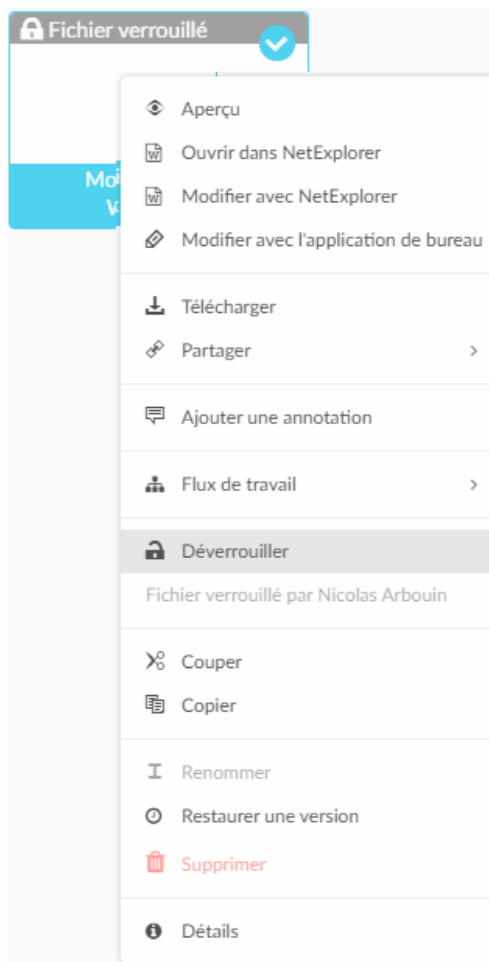 Fichier verrouillé
Aperçu
Ouvrir dans NetExplorer
Modifier avec NetExplorer
Modifier avec l'application de bureau
Télécharger
Partager
Ajouter une annotation
Flux de travail
Déverrouiller
Fichier verrouillé par Nicolas Arbouin
Couper
Copier
Renommer
Restaurer une version
Supprimer
Détails